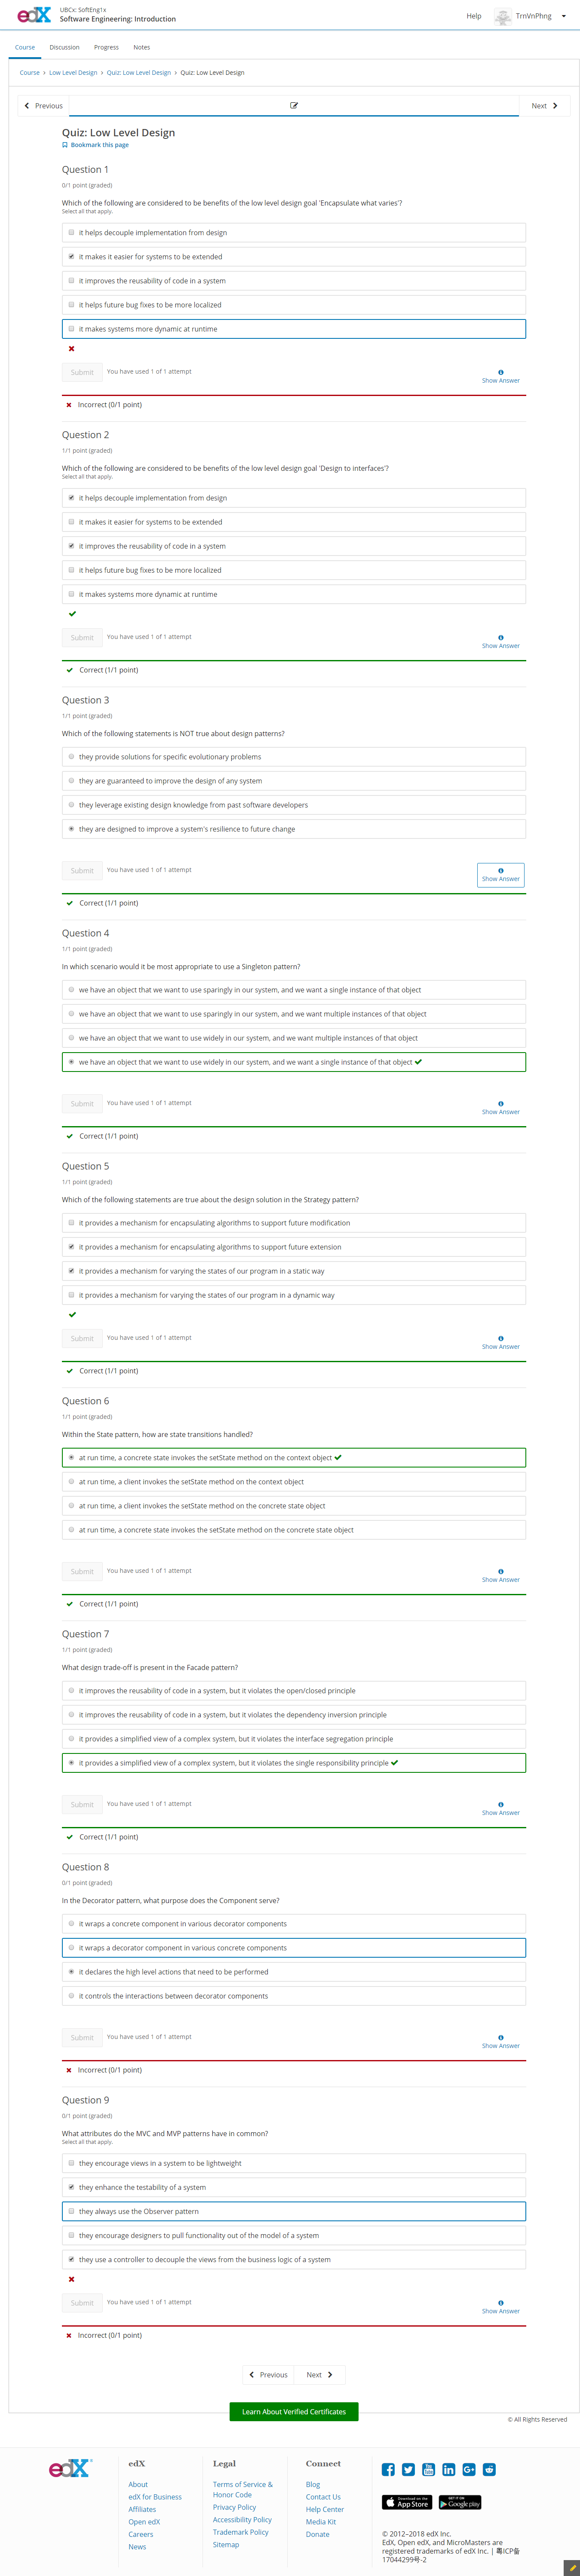 edX
UBCx: SoftEng1x
Software Engineering: Introduction
Help
TrnVnPhng
Course
Discussion
Progress
Notes
Course > Low Level Design > Quiz: Low Level Design > Quiz: Low Level Design
Previous
Next
Quiz: Low Level Design
Bookmark this page
Question 1
0/1 point (graded)
Which of the following are considered to be benefits of the low level design goal 'Encapsulate what varies'?
Select all that apply.
it helps decouple implementation from design
it makes it easier for systems to be extended
it improves the reusability of code in a system
it helps future bug fixes to be more localized
it makes systems more dynamic at runtime
Submit
You have used 1 of 1 attempt
Show Answer
Incorrect (0/1 point)
Question 2
1/1 point (graded)
Which of the following are considered to be benefits of the low level design goal 'Design to interfaces'?
Select all that apply.
it helps decouple implementation from design
it makes it easier for systems to be extended
it improves the reusability of code in a system
it helps future bug fixes to be more localized
it makes systems more dynamic at runtime
Submit
You have used 1 of 1 attempt
Show Answer
Correct (1/1 point)
Question 3
1/1 point (graded)
Which of the following statements is NOT true about design patterns?
they provide solutions for specific evolutionary problems
they are guaranteed to improve the design of any system
they leverage existing design knowledge from past software developers
they are designed to improve a system's resilience to future change
Submit
You have used 1 of 1 attempt
Show Answer
Correct (1/1 point)
Question 4
1/1 point (graded)
In which scenario would it be most appropriate to use a Singleton pattern?
we have an object that we want to use sparingly in our system, and we want a single instance of that object
we have an object that we want to use sparingly in our system, and we want multiple instances of that object
we have an object that we want to use widely in our system, and we want multiple instances of that object
we have an object that we want to use widely in our system, and we want a single instance of that object
Submit
You have used 1 of 1 attempt
Show Answer
Correct (1/1 point)
Question 5
1/1 point (graded)
Which of the following statements are true about the design solution in the Strategy pattern?
it provides a mechanism for encapsulating algorithms to support future modification
it provides a mechanism for encapsulating algorithms to support future extension
it provides a mechanism for varying the states of our program in a static way
it provides a mechanism for varying the states of our program in a dynamic way
Submit
You have used 1 of 1 attempt
Show Answer
Correct (1/1 point)
Question 6
1/1 point (graded)
Within the State pattern, how are state transitions handled?
at run time, a concrete state invokes the setState method on the context object
at run time, a client invokes the setState method on the context object
at run time, a client invokes the setState method on the concrete state object
at run time, a concrete state invokes the setState method on the concrete state object
Submit
You have used 1 of 1 attempt
Show Answer
Correct (1/1 point)
Question 7
1/1 point (graded)
What design trade-off is present in the Facade pattern?
it improves the reusability of code in a system, but it violates the open/closed principle
it improves the reusability of code in a system, but it violates the dependency inversion principle
it provides a simplified view of a complex system, but it violates the interface segregation principle
it provides a simplified view of a complex system, but it violates the single responsibility principle
Submit
You have used 1 of 1 attempt
Show Answer
Correct (1/1 point)
Question 8
0/1 point (graded)
In the Decorator pattern, what purpose does the Component serve?
it wraps a concrete component in various decorator components
it wraps a decorator component in various concrete components
it declares the high level actions that need to be performed
it controls the interactions between decorator components
Submit
You have used 1 of 1 attempt
Show Answer
Incorrect (0/1 point)
Question 9
0/1 point (graded)
What attributes do the MVC and MVP patterns have in common?
Select all that apply.
they encourage views in a system to be lightweight
they enhance the testability of a system
they always use the Observer pattern
they encourage designers to pull functionality out of the model of a system
they use a controller to decouple the views from the business logic of a system
Submit
You have used 1 of 1 attempt
Show Answer
Incorrect (0/1 point)
Previous
Next
Learn About Verified Certificates
© All Rights Reserved
edX
edX
About
edX for Business
Affiliates
Open edX
Careers
News
Legal
Terms of Service &
Honor Code
Privacy Policy
Accessibility Policy
Trademark Policy
Sitemap
Connect
Blog
Contact Us
Help Center
Media Kit
Donate
Download on the
App Store
GET IT ON
Google play
© 2012–2018 edX Inc.
EdX, Open edX, and MicroMasters are
registered trademarks of edX Inc. | 粤ICP备
17044299号-2